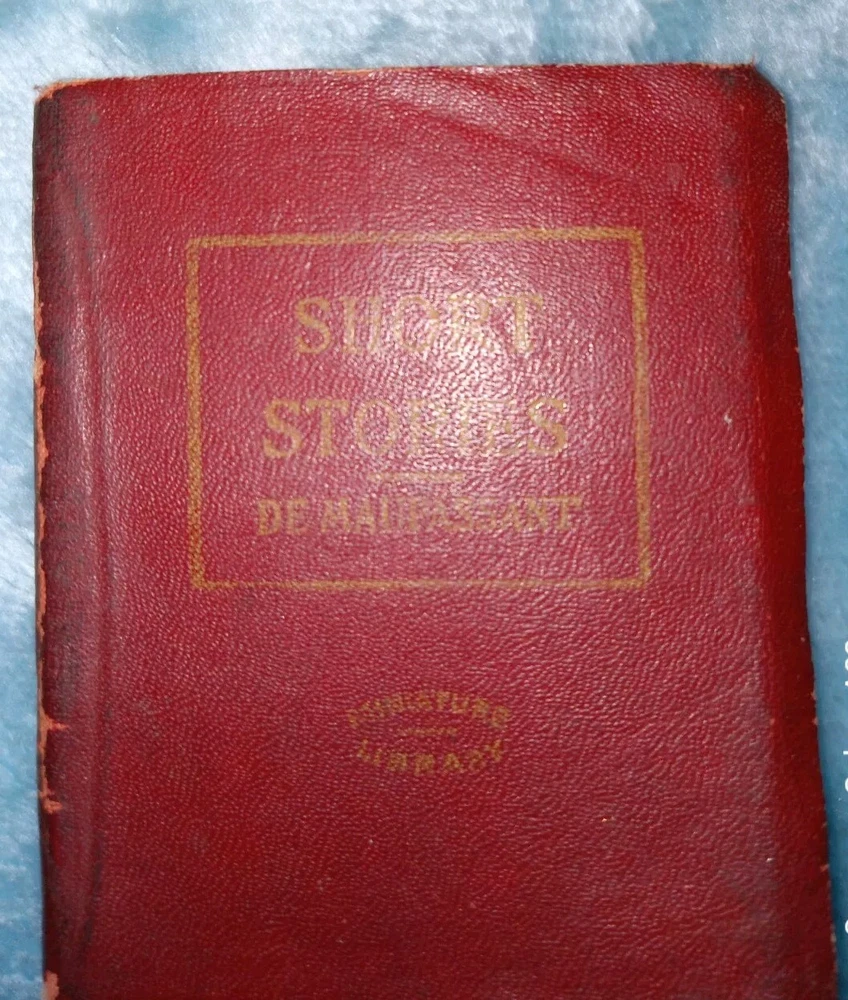 SHORT
STORIES
DE MAUPASSANT
MINIATURE
LIBRARY